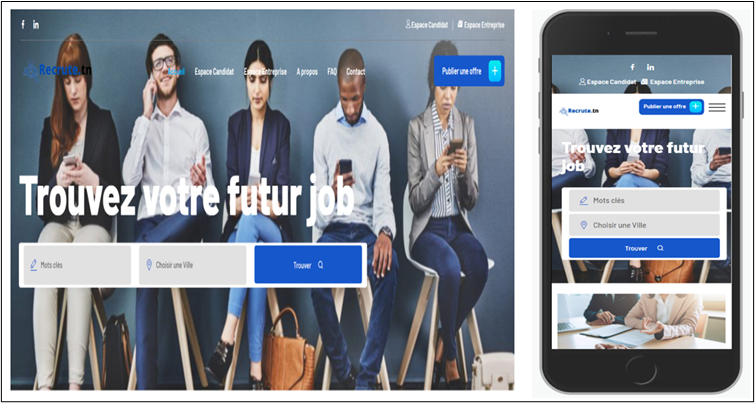 f in
Espace Candidat | Espace Entreprise
Recrute.tn
Accueil Espace Candidat Espace Entreprise A propos FAQ Contact
Publier une offre +
Trouvez votre futur job
Mots clés
Choisir une Ville
Trouver
f in
Espace Candidat Espace Entreprise
Recrute.tn
Publier une offre +
Trouvez votre futur
job
Mots clés
Choisir une Ville
Trouver